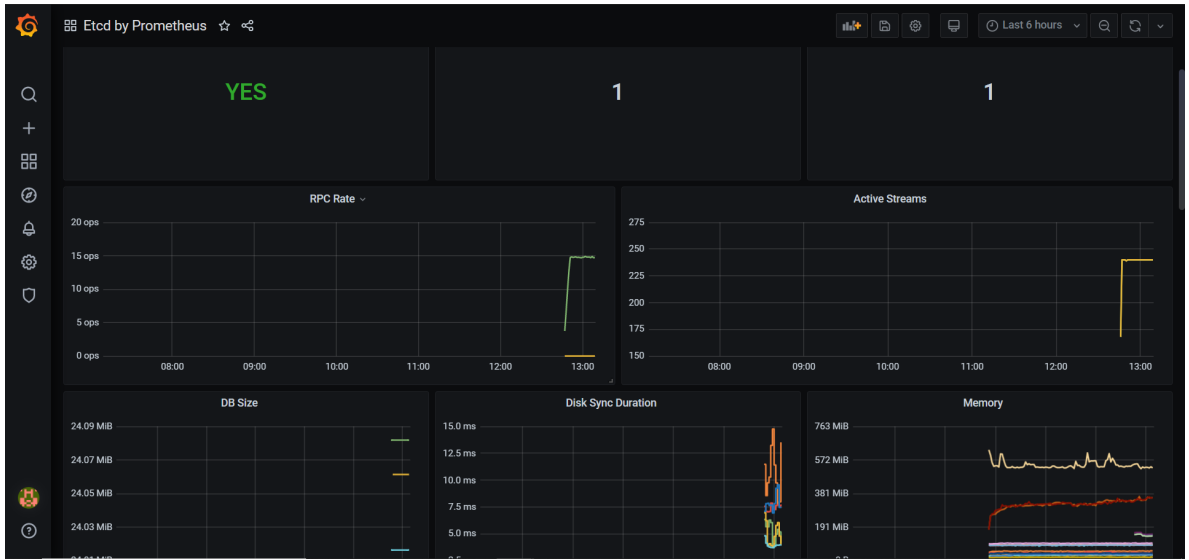 Etcd by Prometheus
Last 6 hours
YES
1
1
RPC Rate
20 ops
15 ops
10 ops
5 ops
0 ops
08:00 09:00 10:00 11:00 12:00 13:00
Active Streams
275
250
225
200
175
150
08:00 09:00 10:00 11:00 12:00 13:00
DB Size
24.09 MiB
24.07 MiB
24.05 MiB
24.03 MiB
24.01 MiB
Disk Sync Duration
15.0 ms
12.5 ms
10.0 ms
7.5 ms
5.0 ms
Memory
763 MiB
572 MiB
381 MiB
191 MiB
0 B